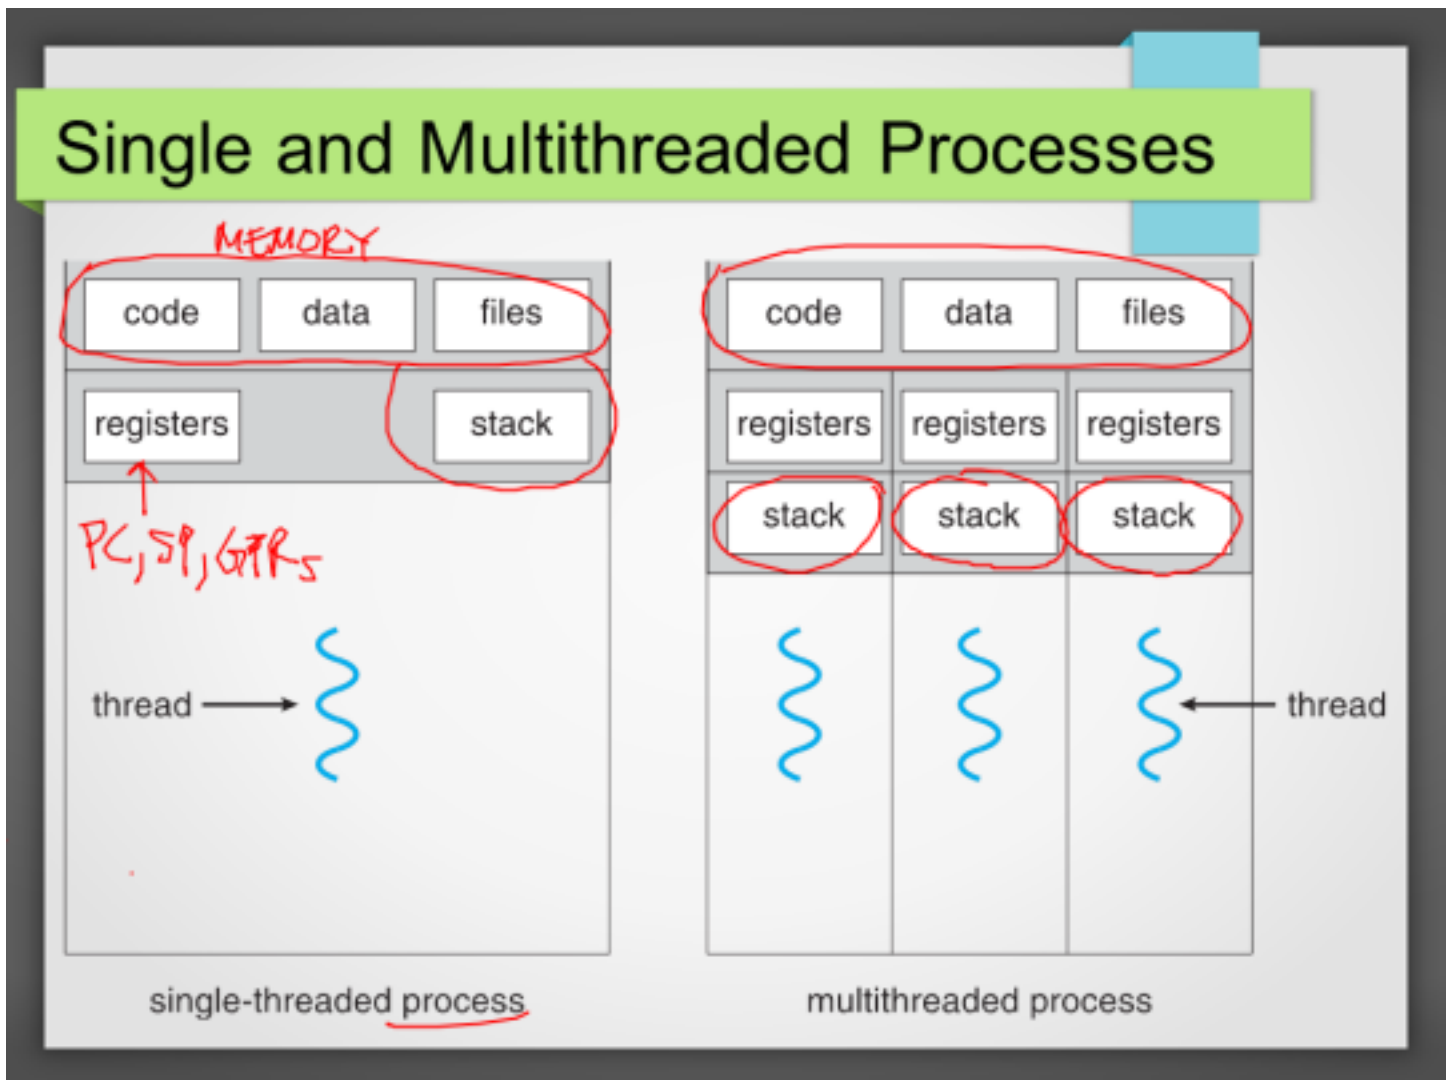 Single and Multithreaded Processes
MEMORY
code data files
registers stack
PC, SP, GPRs
thread
single-threaded process
code data files
registers registers registers
stack stack stack
thread
multithreaded process